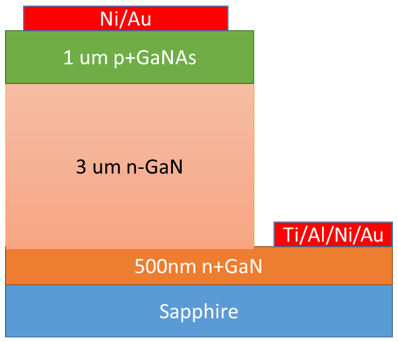 Ni/Au
1 um p+GaNAs
3 um n-GaN
Ti/Al/Ni/Au
500nm n+GaN
Sapphire